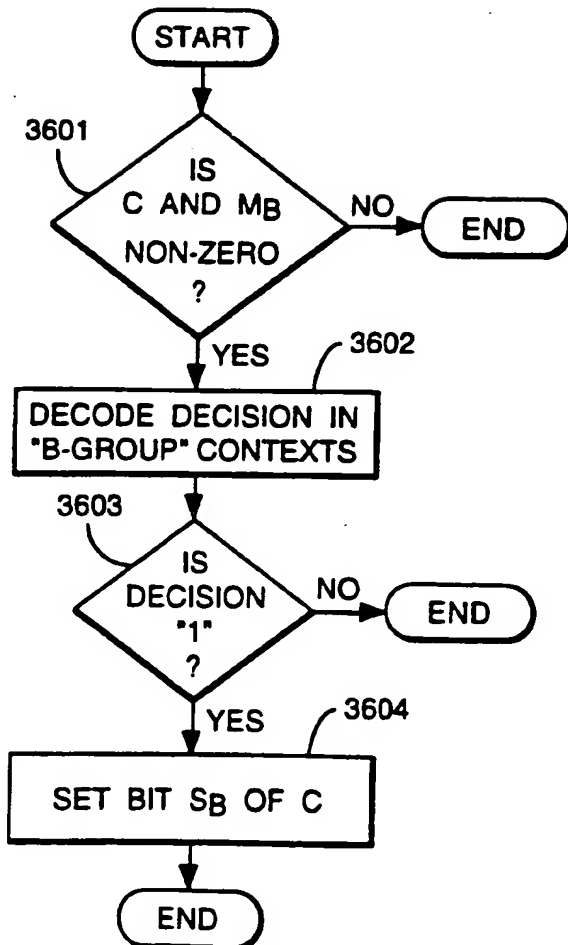 START
3601
IS
C AND MB
NON-ZERO
?
NO
END
YES
3602
DECODE DECISION IN
"B-GROUP" CONTEXTS
3603
IS
DECISION
"1"
?
NO
END
YES
3604
SET BIT SB OF C
END